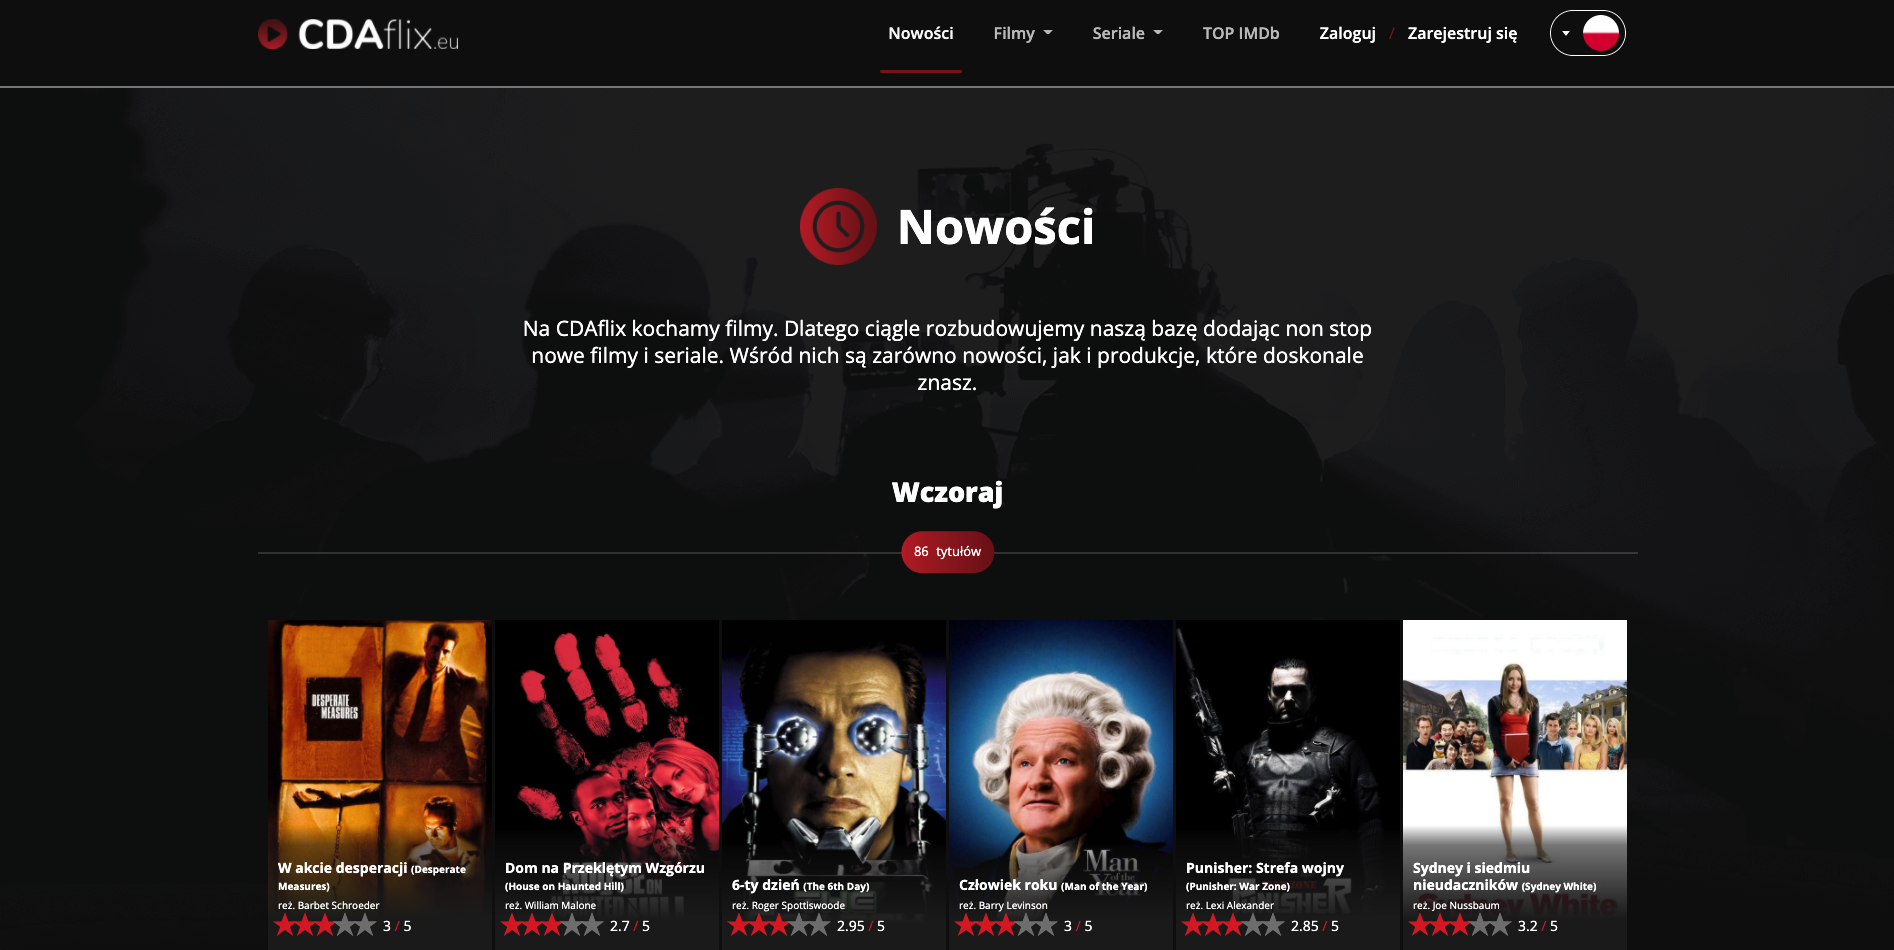 CDAflix.eu
Nowości
Filmy
Seriale
TOP IMDb
Zaloguj / Zarejestruj się
Nowości
Na CDAflix kochamy filmy. Dlatego ciągle rozbudowujemy naszą bazę dodając non stop
nowe filmy i seriale. Wśród nich są zarówno nowości, jak i produkcje, które doskonale
znasz.
Wczoraj
86 tytułów
DESPERATE
MEASURES
W akcie desperacji (Desperate
Measures)
reż. Barbet Schroeder
3 / 5
Dom na Przeklętym Wzgórzu
(House on Haunted Hill)
reż. William Malone
2.7 / 5
6-ty dzień (The 6th Day)
reż. Roger Spottiswoode
2.95 / 5
Man
of the
Year
Człowiek roku (Man of the Year)
reż. Barry Levinson
3 / 5
Punisher: Strefa wojny
(Punisher: War Zone)
reż. Lexi Alexander
2.85 / 5
Sydney i siedmiu
nieudaczników (Sydney White)
reż. Joe Nussbaum
3.2 / 5